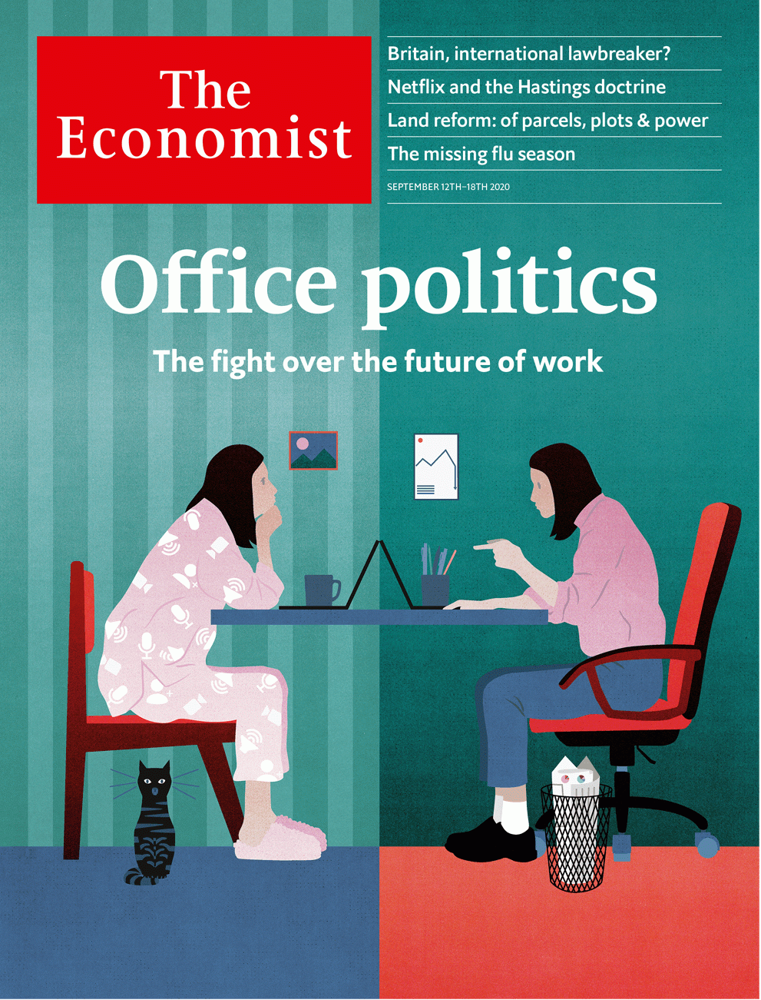 The
Economist
Britain, international lawbreaker?
Netflix and the Hastings doctrine
Land reform: of parcels, plots & power
The missing flu season
SEPTEMBER 12TH–18TH 2020
Office politics
The fight over the future of work